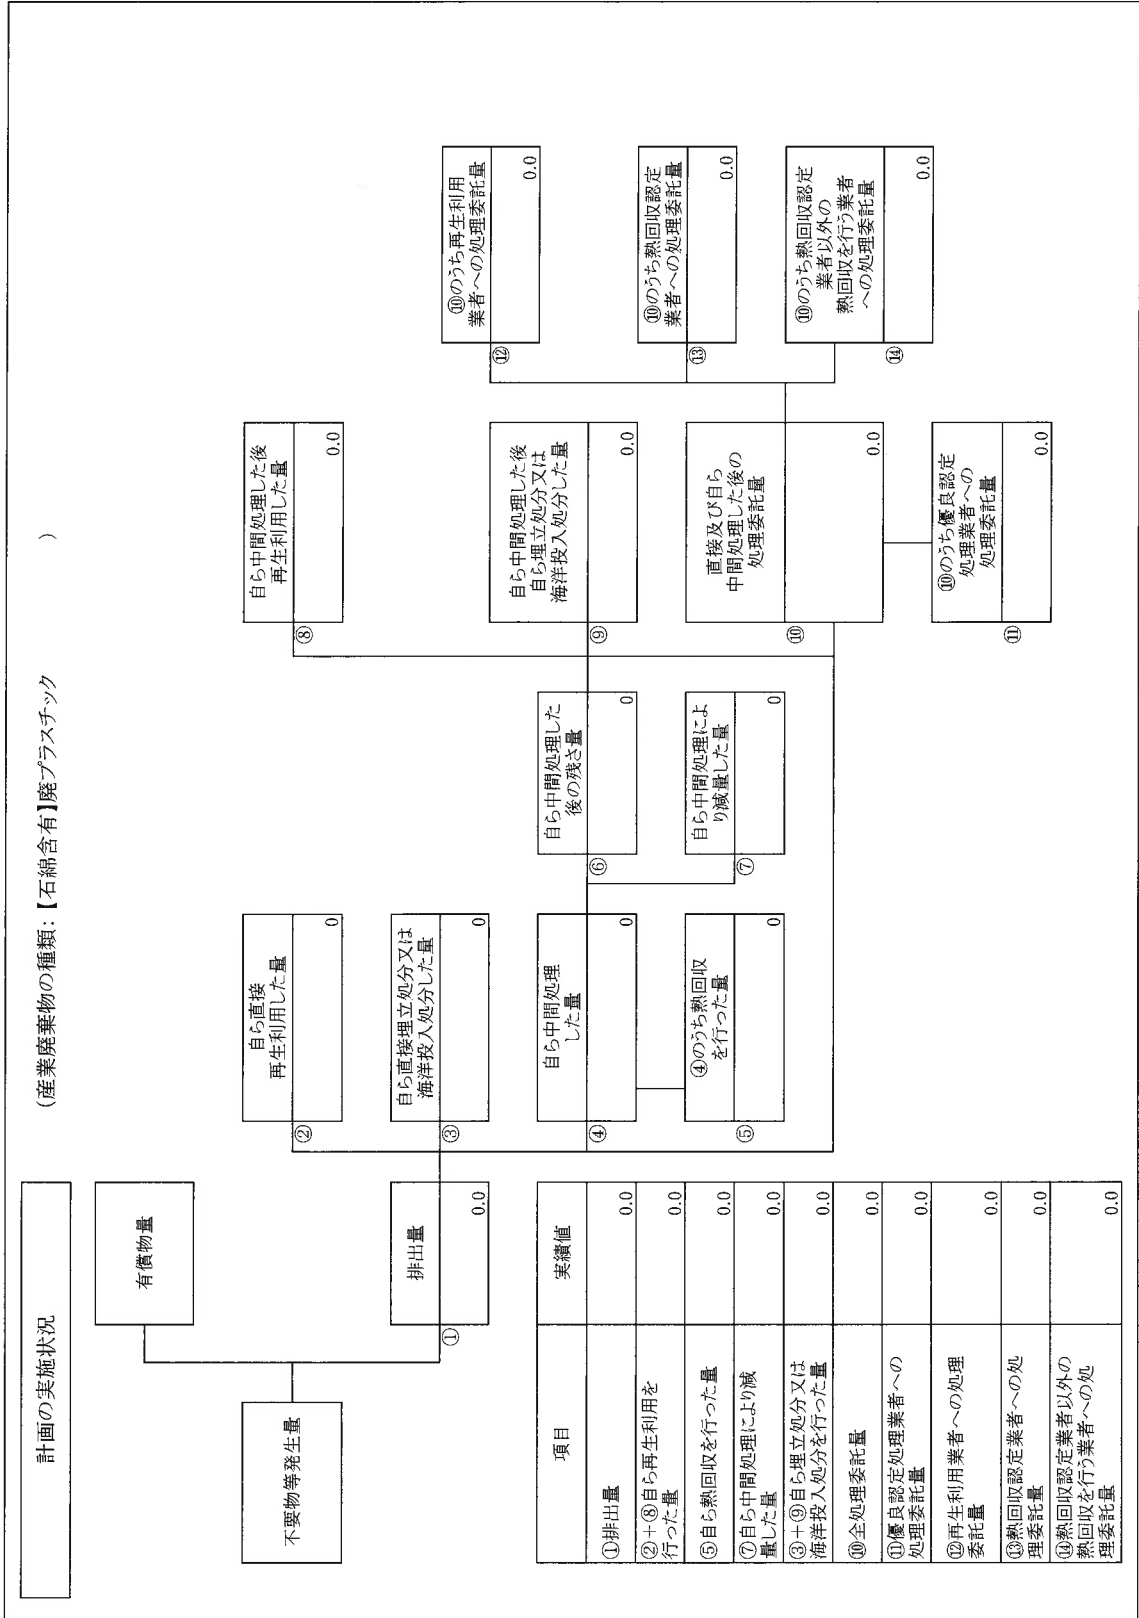 計画の実施状況
(産業廃棄物の種類:【石綿含有】廃プラスチック　　　　)
不要物等発生量
有償物量
①
排出量
0.0
②
自ら直接
再生利用した量
0
③
自ら直接埋立処分又は
海洋投入処分した量
0
④
自ら中間処理
した量
0
⑤
④のうち熱回収
を行った量
0
⑥
自ら中間処理した
後の残さ量
0
⑦
自ら中間処理によ
り減量した量
0
⑧
自ら中間処理した後
再生利用した量
0.0
⑨
自ら中間処理した後
自ら埋立処分又は
海洋投入処分した量
0.0
⑩
直接及び自ら
中間処理した後の
処理委託量
0.0
⑪
⑩のうち優良認定
処理業者への
処理委託量
0.0
⑫
⑩のうち再生利用
業者への処理委託量
0.0
⑬
⑩のうち熱回収認定
業者への処理委託量
0.0
⑭
⑩のうち熱回収認定
業者以外の
熱回収を行う業者
への処理委託量
0.0
項目 実績値
①排出量 0.0
②+⑧自ら再生利用を
行った量 0.0
⑤自ら熱回収を行った量 0.0
⑦自ら中間処理により減
量した量 0.0
③+⑨自ら埋立処分又は
海洋投入処分を行った量 0.0
⑩全処理委託量 0.0
⑪優良認定処理業者への
処理委託量 0.0
⑫再生利用業者への処理
委託量 0.0
⑬熱回収認定業者への処
理委託量 0.0
⑭熱回収認定業者以外の
熱回収を行う業者への処
理委託量 0.0